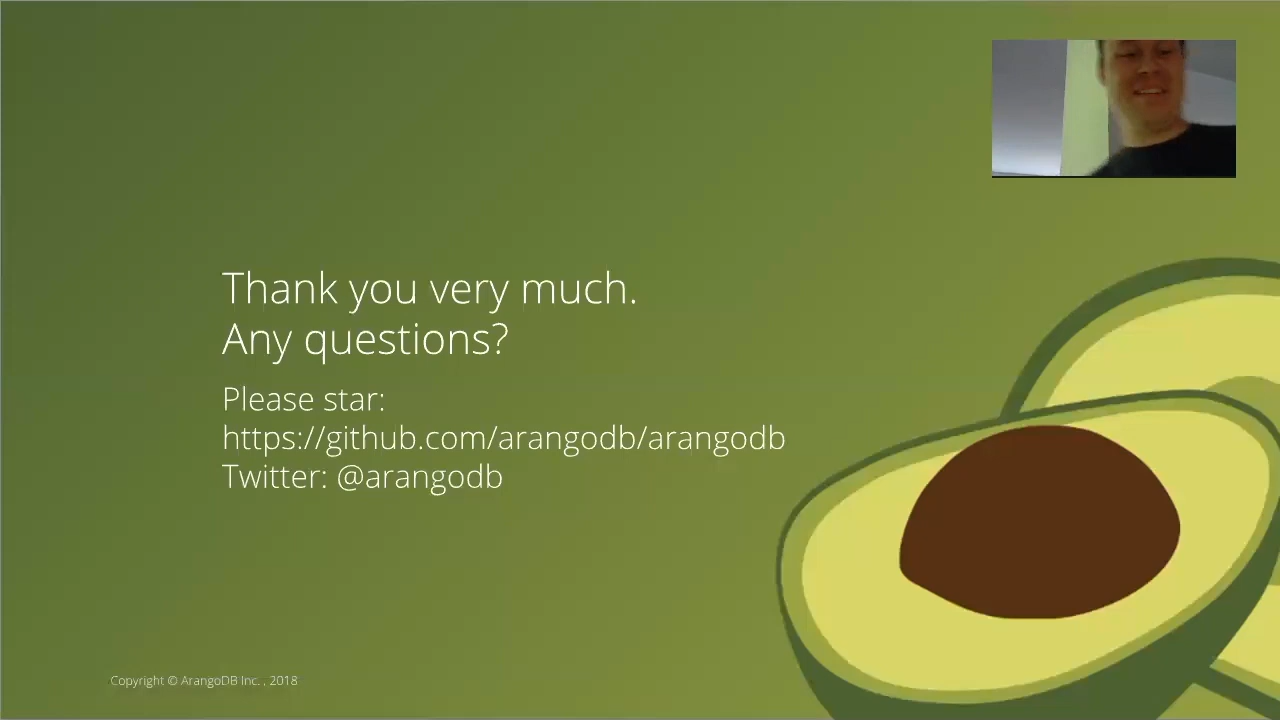 Thank you very much.
Any questions?
Please star:
https://github.com/arangodb/arangodb
Twitter: @arangodb
Copyright © ArangoDB Inc. , 2018